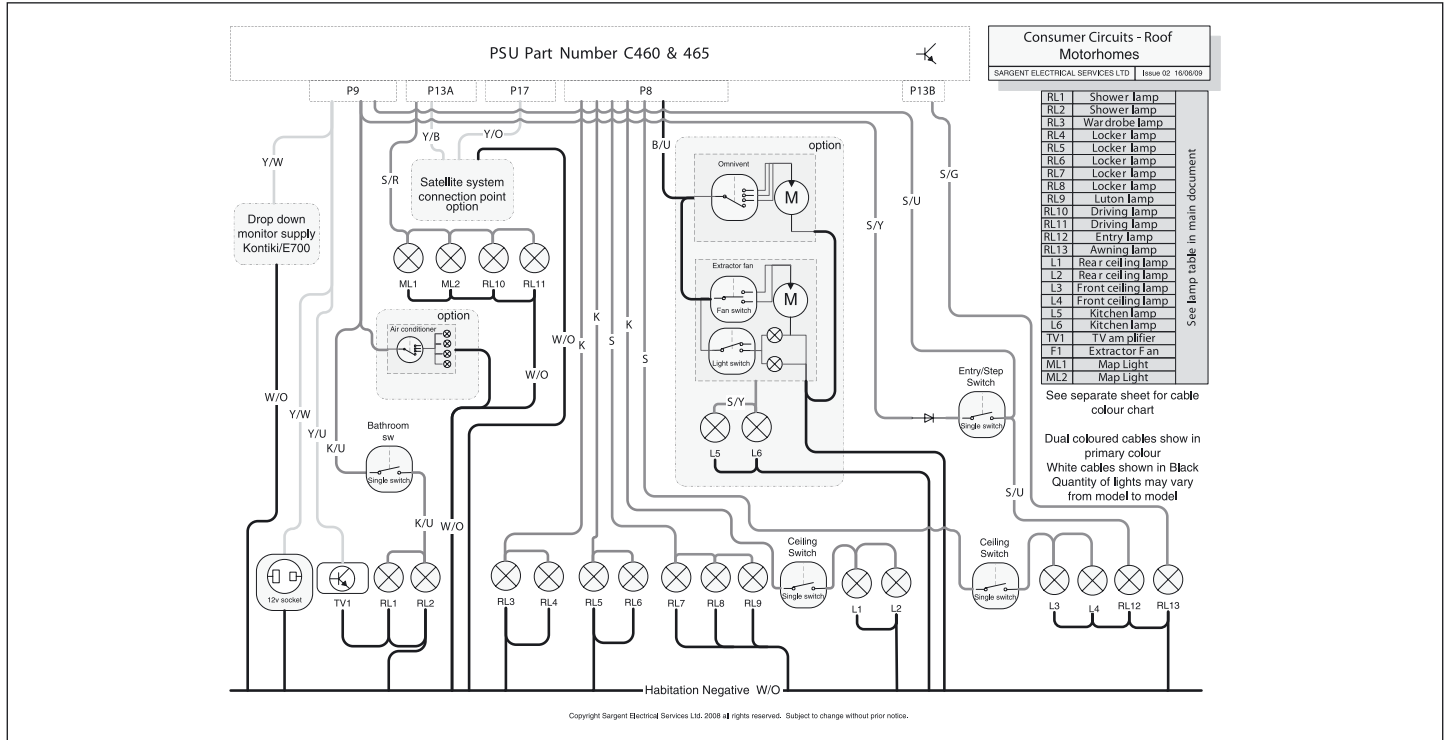 PSU Part Number C460 & 465
Consumer Circuits - Roof
Motorhomes
SARGENT ELECTRICAL SERVICES LTD Issue 02 16/06/09
P9
P13A
P17
P8
P13B
RL1 Shower lamp
RL2 Shower lamp
RL3 Wardrobe lamp
RL4 Locker lamp
RL5 Locker lamp
RL6 Locker lamp
RL7 Locker lamp
RL8 Locker lamp
RL9 Luton lamp
RL10 Driving lamp
RL11 Driving lamp
RL12 Entry lamp
RL13 Awning lamp
L1 Rear ceiling lamp
L2 Rear ceiling lamp
L3 Front ceiling lamp
L4 Front ceiling lamp
L5 Kitchen lamp
L6 Kitchen lamp
TV1 TV amplifier
F1 Extractor Fan
ML1 Map Light
ML2 Map Light
See lamp table in main document
See separate sheet for cable
colour chart
Dual coloured cables show in
primary colour
White cables shown in Black
Quantity of lights may vary
from model to model
Y/W
Y/B
Y/O
B/U
S/R
S/G
S/U
S/Y
Satellite system
connection point
option
Drop down
monitor supply
Kontiki/E700
option
Omnivent
M
Extractor fan
Fan switch
M
Light switch
S/Y
L5
L6
ML1
ML2
RL10
RL11
option
Air conditioner
W/O
W/O
K
K
S
K
S
W/O
Y/W
Y/U
K/U
W/O
Bathroom
sw
Single switch
K/U
W/O
Entry/Step
Switch
Single switch
S/U
12v socket
TV1
RL1
RL2
RL3
RL4
RL5
RL6
RL7
RL8
RL9
Ceiling
Switch
Single switch
L1
L2
Ceiling
Switch
Single switch
L3
L4
RL12
RL13
Habitation Negative W/O
Copyright Sargent Electrical Services Ltd. 2008 all rights reserved. Subject to change without prior notice.